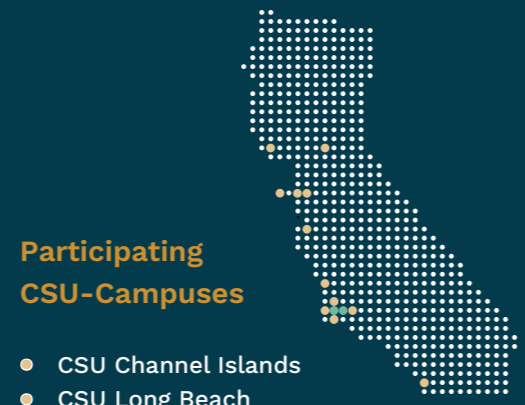 Participating
CSU-Campuses
CSU Channel Islands
CSU Long Beach